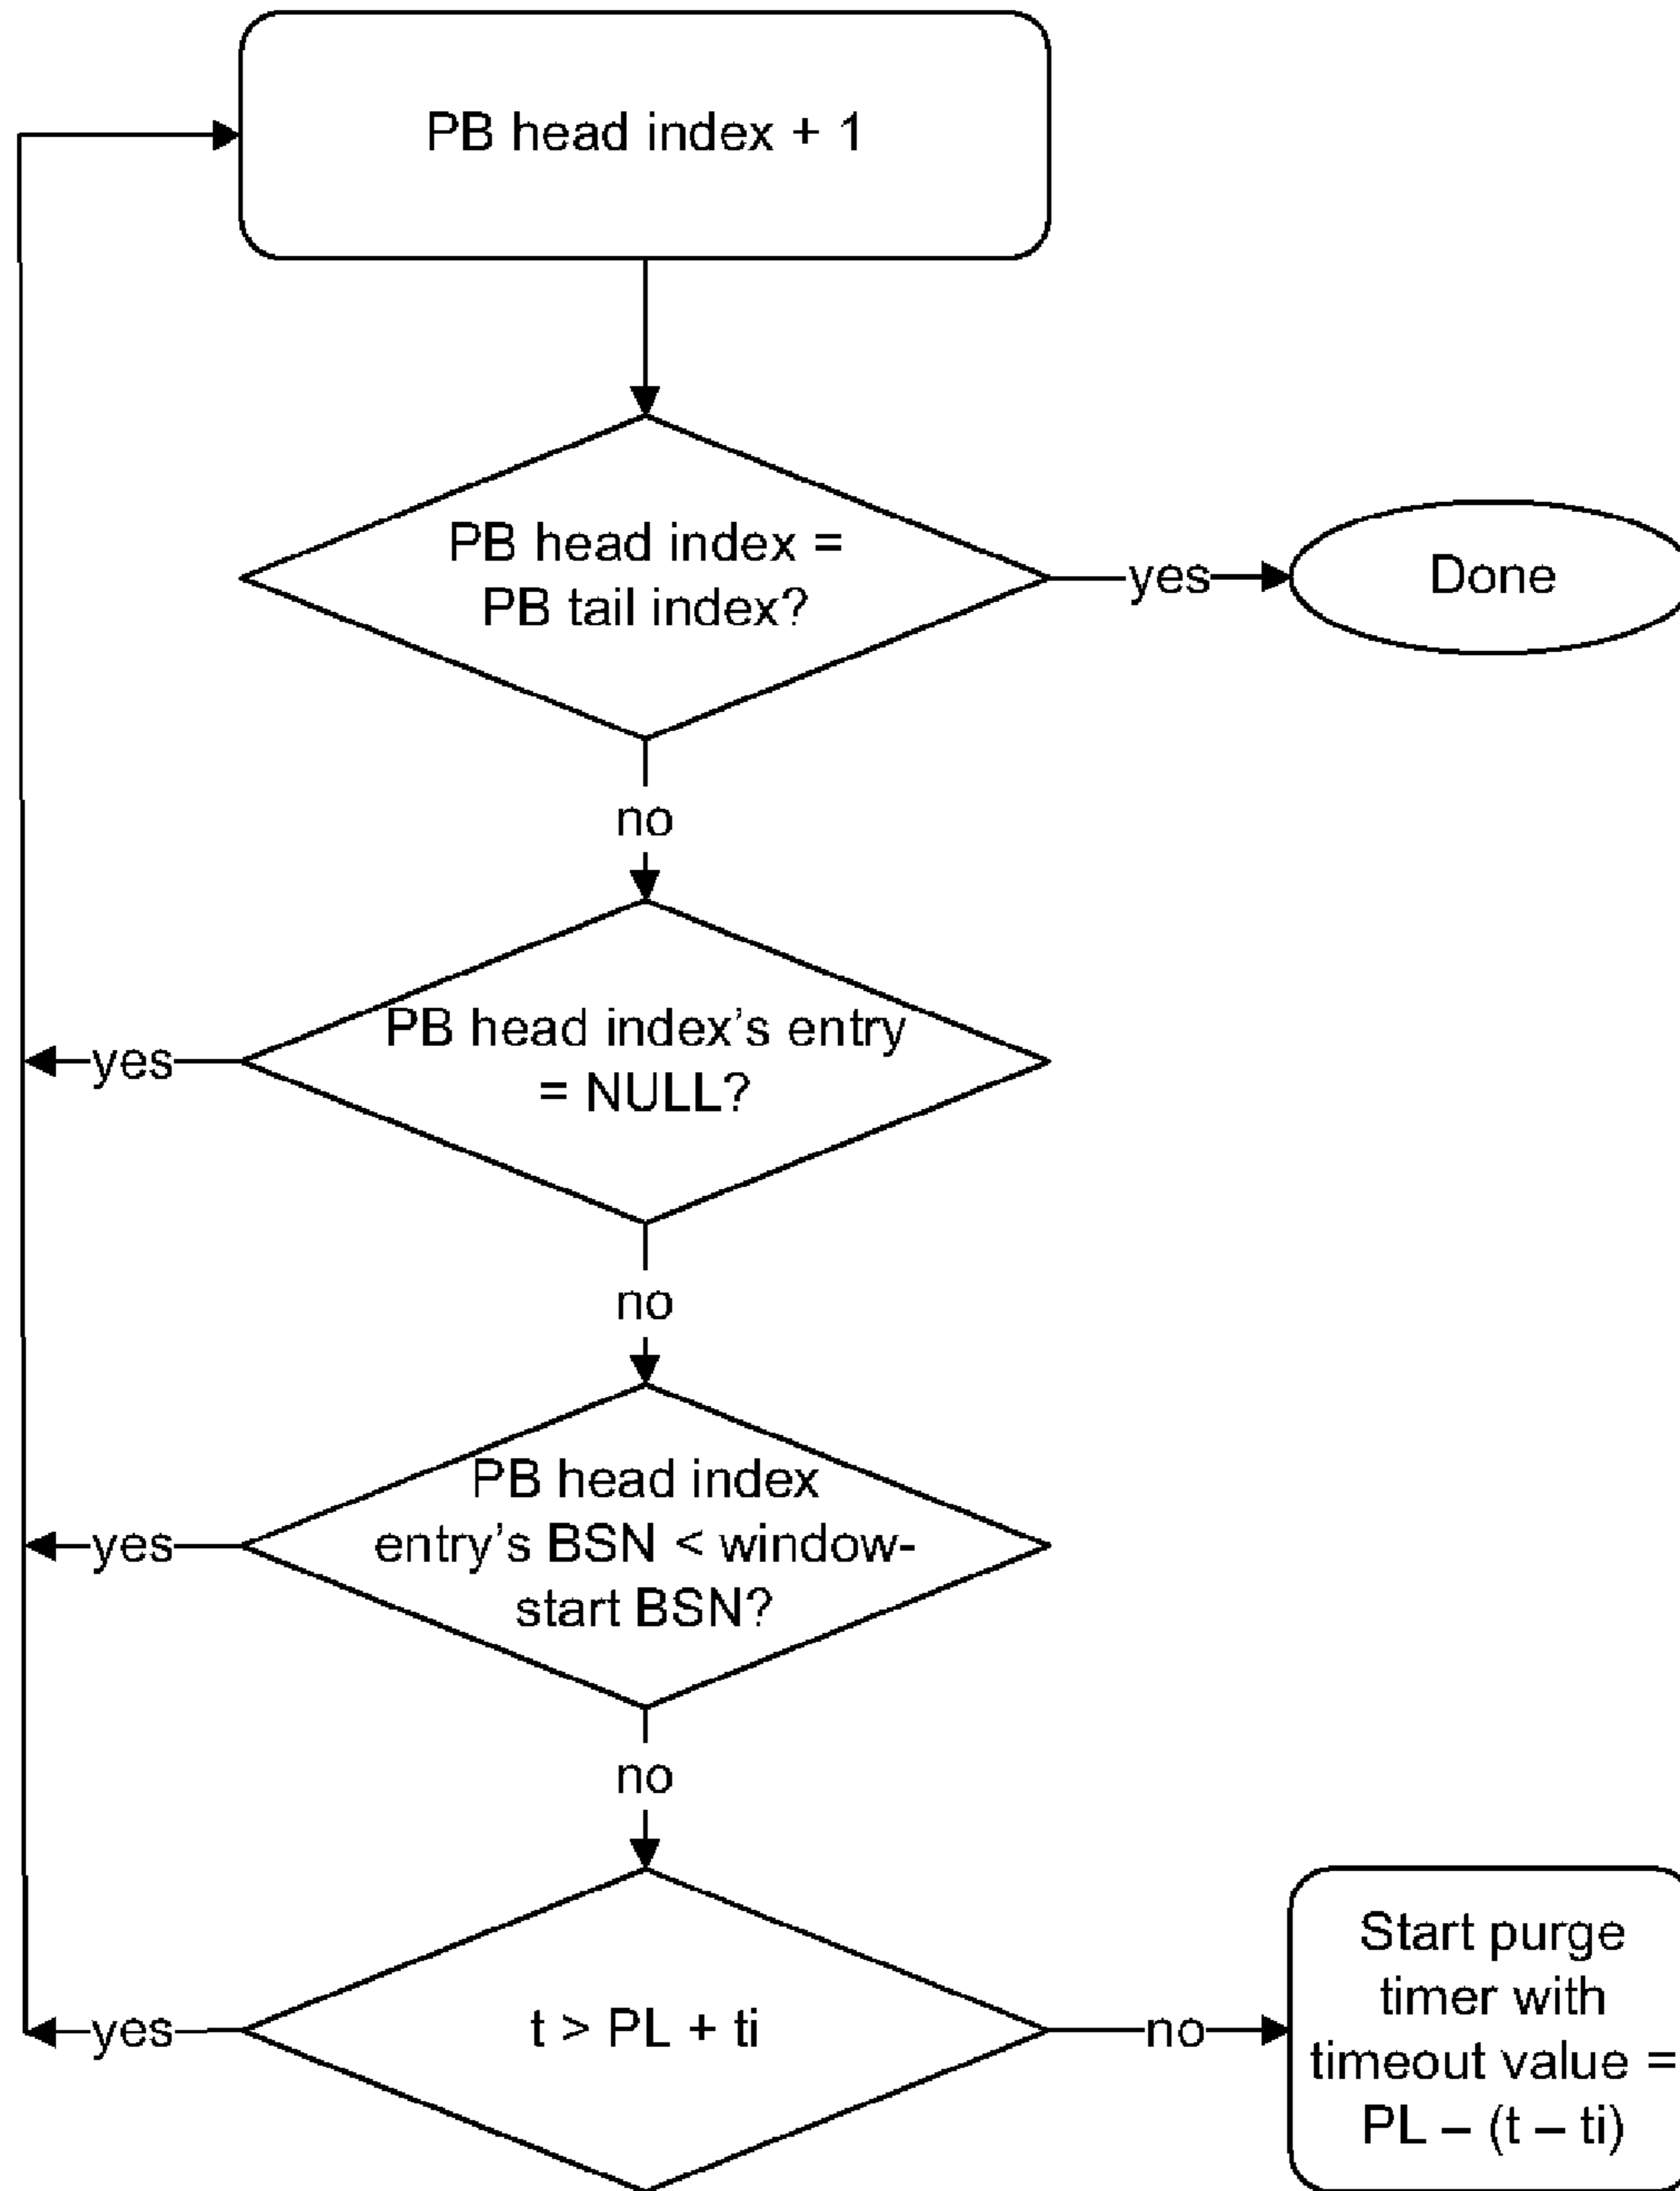 PB head index + 1
PB head index =
PB tail index?
yes
Done
no
PB head index's entry
= NULL?
yes
no
PB head index
entry's BSN < window-
start BSN?
yes
no
t > PL + ti
yes
no
Start purge
timer with
timeout value =
PL – (t – ti)